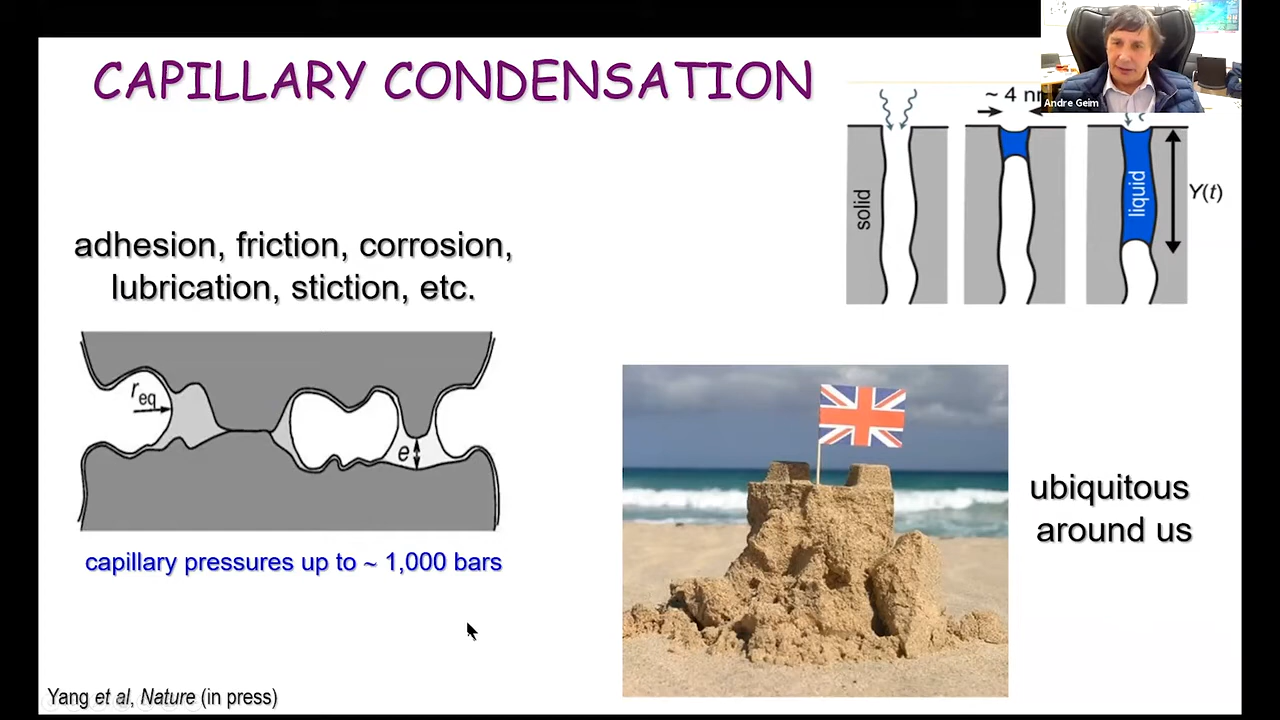 CAPILLARY CONDENSATION
Andre Geim
~ 4
solid
liquid
Y(t)
adhesion, friction, corrosion,
lubrication, stiction, etc.
r_eq
e
capillary pressures up to ~ 1,000 bars
ubiquitous
around us
Yang et al, Nature (in press)